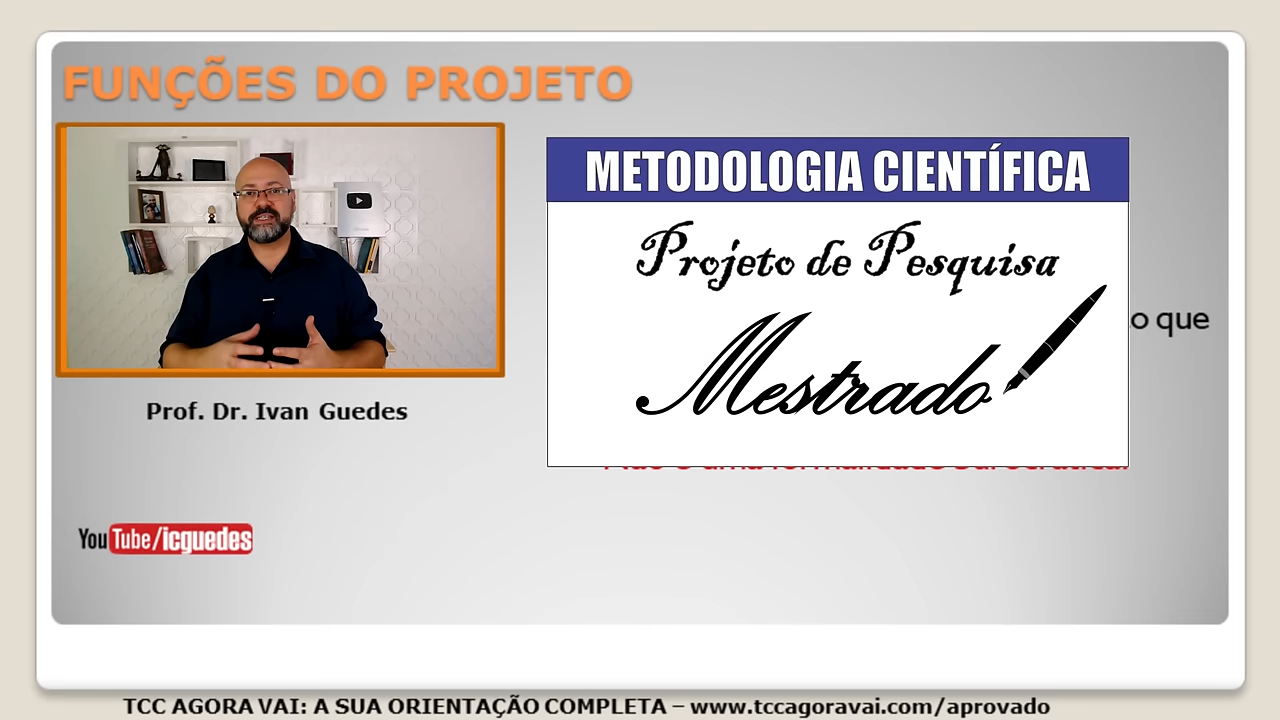 FUNÇÕES DO PROJETO
METODOLOGIA CIENTÍFICA
Projeto de Pesquisa
Mestrado
que
Prof. Dr. Ivan Guedes
YouTube/icguedes
TCC AGORA VAI: A SUA ORIENTAÇÃO COMPLETA – www.tccagoravai.com/aprovado